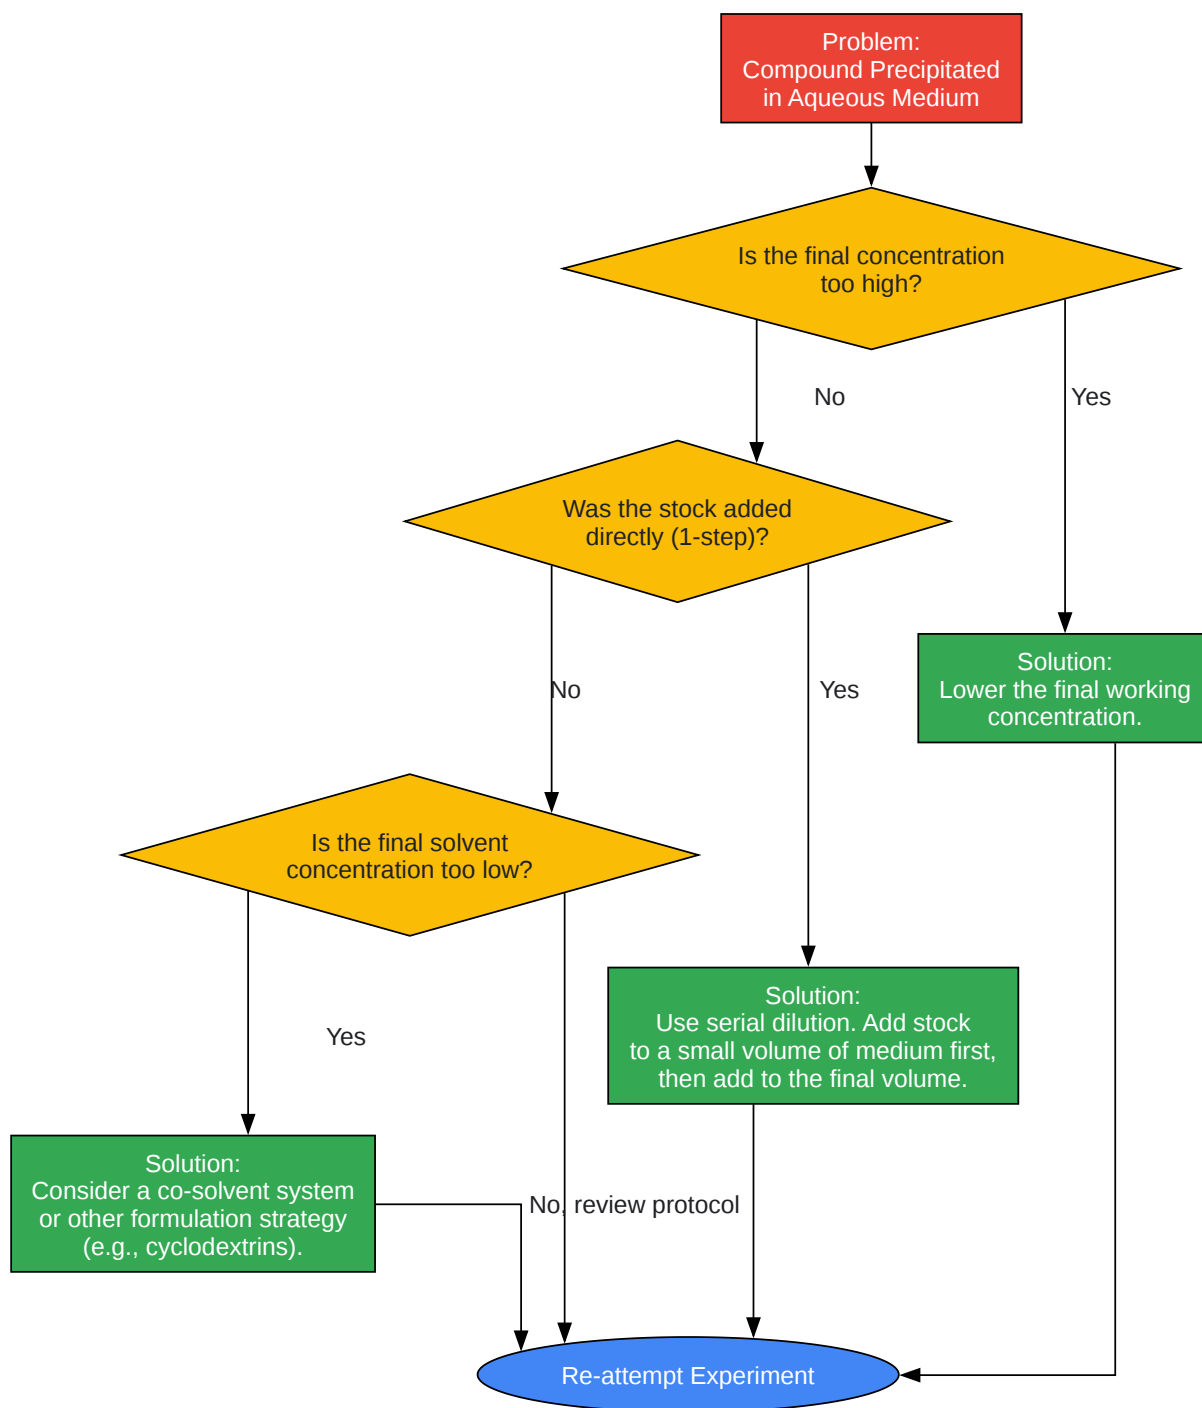 Problem:
Compound Precipitated
in Aqueous Medium
Is the final concentration
too high?
No
Yes
Was the stock added
directly (1-step)?
No
Yes
Solution:
Lower the final working
concentration.
Is the final solvent
concentration too low?
Yes
Solution:
Use serial dilution. Add stock
to a small volume of medium first,
then add to the final volume.
Solution:
Consider a co-solvent system
or other formulation strategy
(e.g., cyclodextrins).
No, review protocol
Re-attempt Experiment